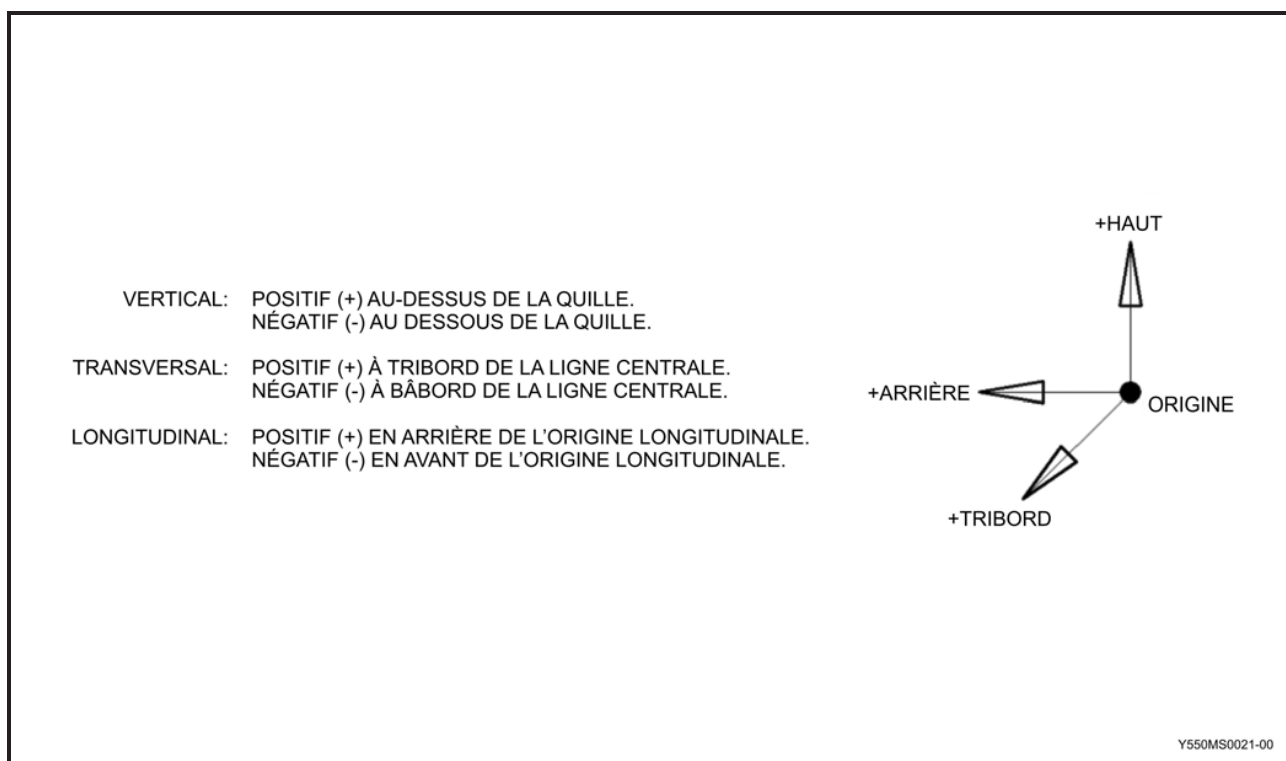 VERTICAL: POSITIF (+) AU-DESSUS DE LA QUILLE.
NÉGATIF (-) AU DESSOUS DE LA QUILLE.
TRANSVERSAL: POSITIF (+) À TRIBORD DE LA LIGNE CENTRALE.
NÉGATIF (-) À BÂBORD DE LA LIGNE CENTRALE.
LONGITUDINAL: POSITIF (+) EN ARRIÈRE DE L’ORIGINE LONGITUDINALE.
NÉGATIF (-) EN AVANT DE L’ORIGINE LONGITUDINALE.
+HAUT
+ARRIÈRE
ORIGINE
+TRIBORD
Y550MS0021-00